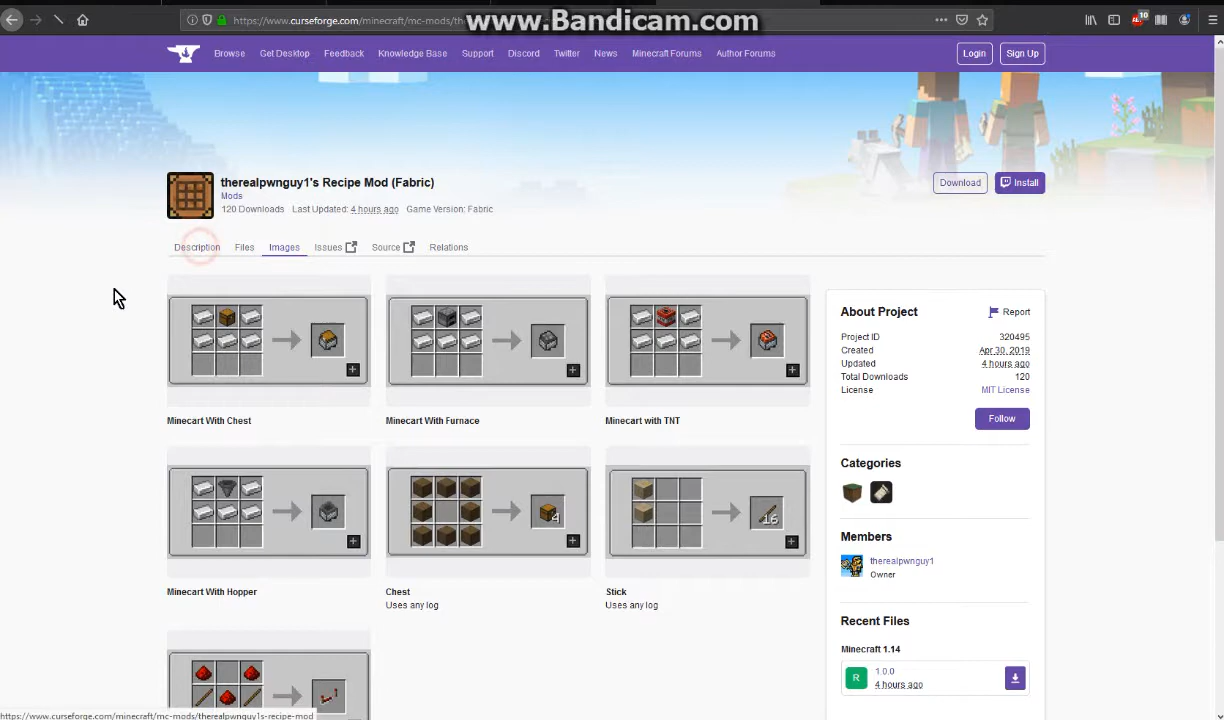 https://www.curseforge.com/minecraft/mc-mods/the
www.Bandicam.com
10
Browse
Get Desktop
Feedback
Knowledge Base
Support
Discord
Twitter
News
Minecraft Forums
Author Forums
Login
Sign Up
therealpwnguy1's Recipe Mod (Fabric)
Mods
120 Downloads Last Updated: 4 hours ago Game Version: Fabric
Download
Install
Description
Files
Images
Issues
Source
Relations
Minecart With Chest
Minecart With Furnace
Minecart with TNT
4
16
Minecart With Hopper
Chest
Uses any log
Stick
Uses any log
About Project
Report
Project ID 320495
Created Apr 30, 2019
Updated 4 hours ago
Total Downloads 120
License MIT License
Follow
Categories
Members
therealpwnguy1
Owner
Recent Files
Minecraft 1.14
R
1.0.0
4 hours ago
https://www.curseforge.com/minecraft/mc-mods/therealpwnguy1s-recipe-mod